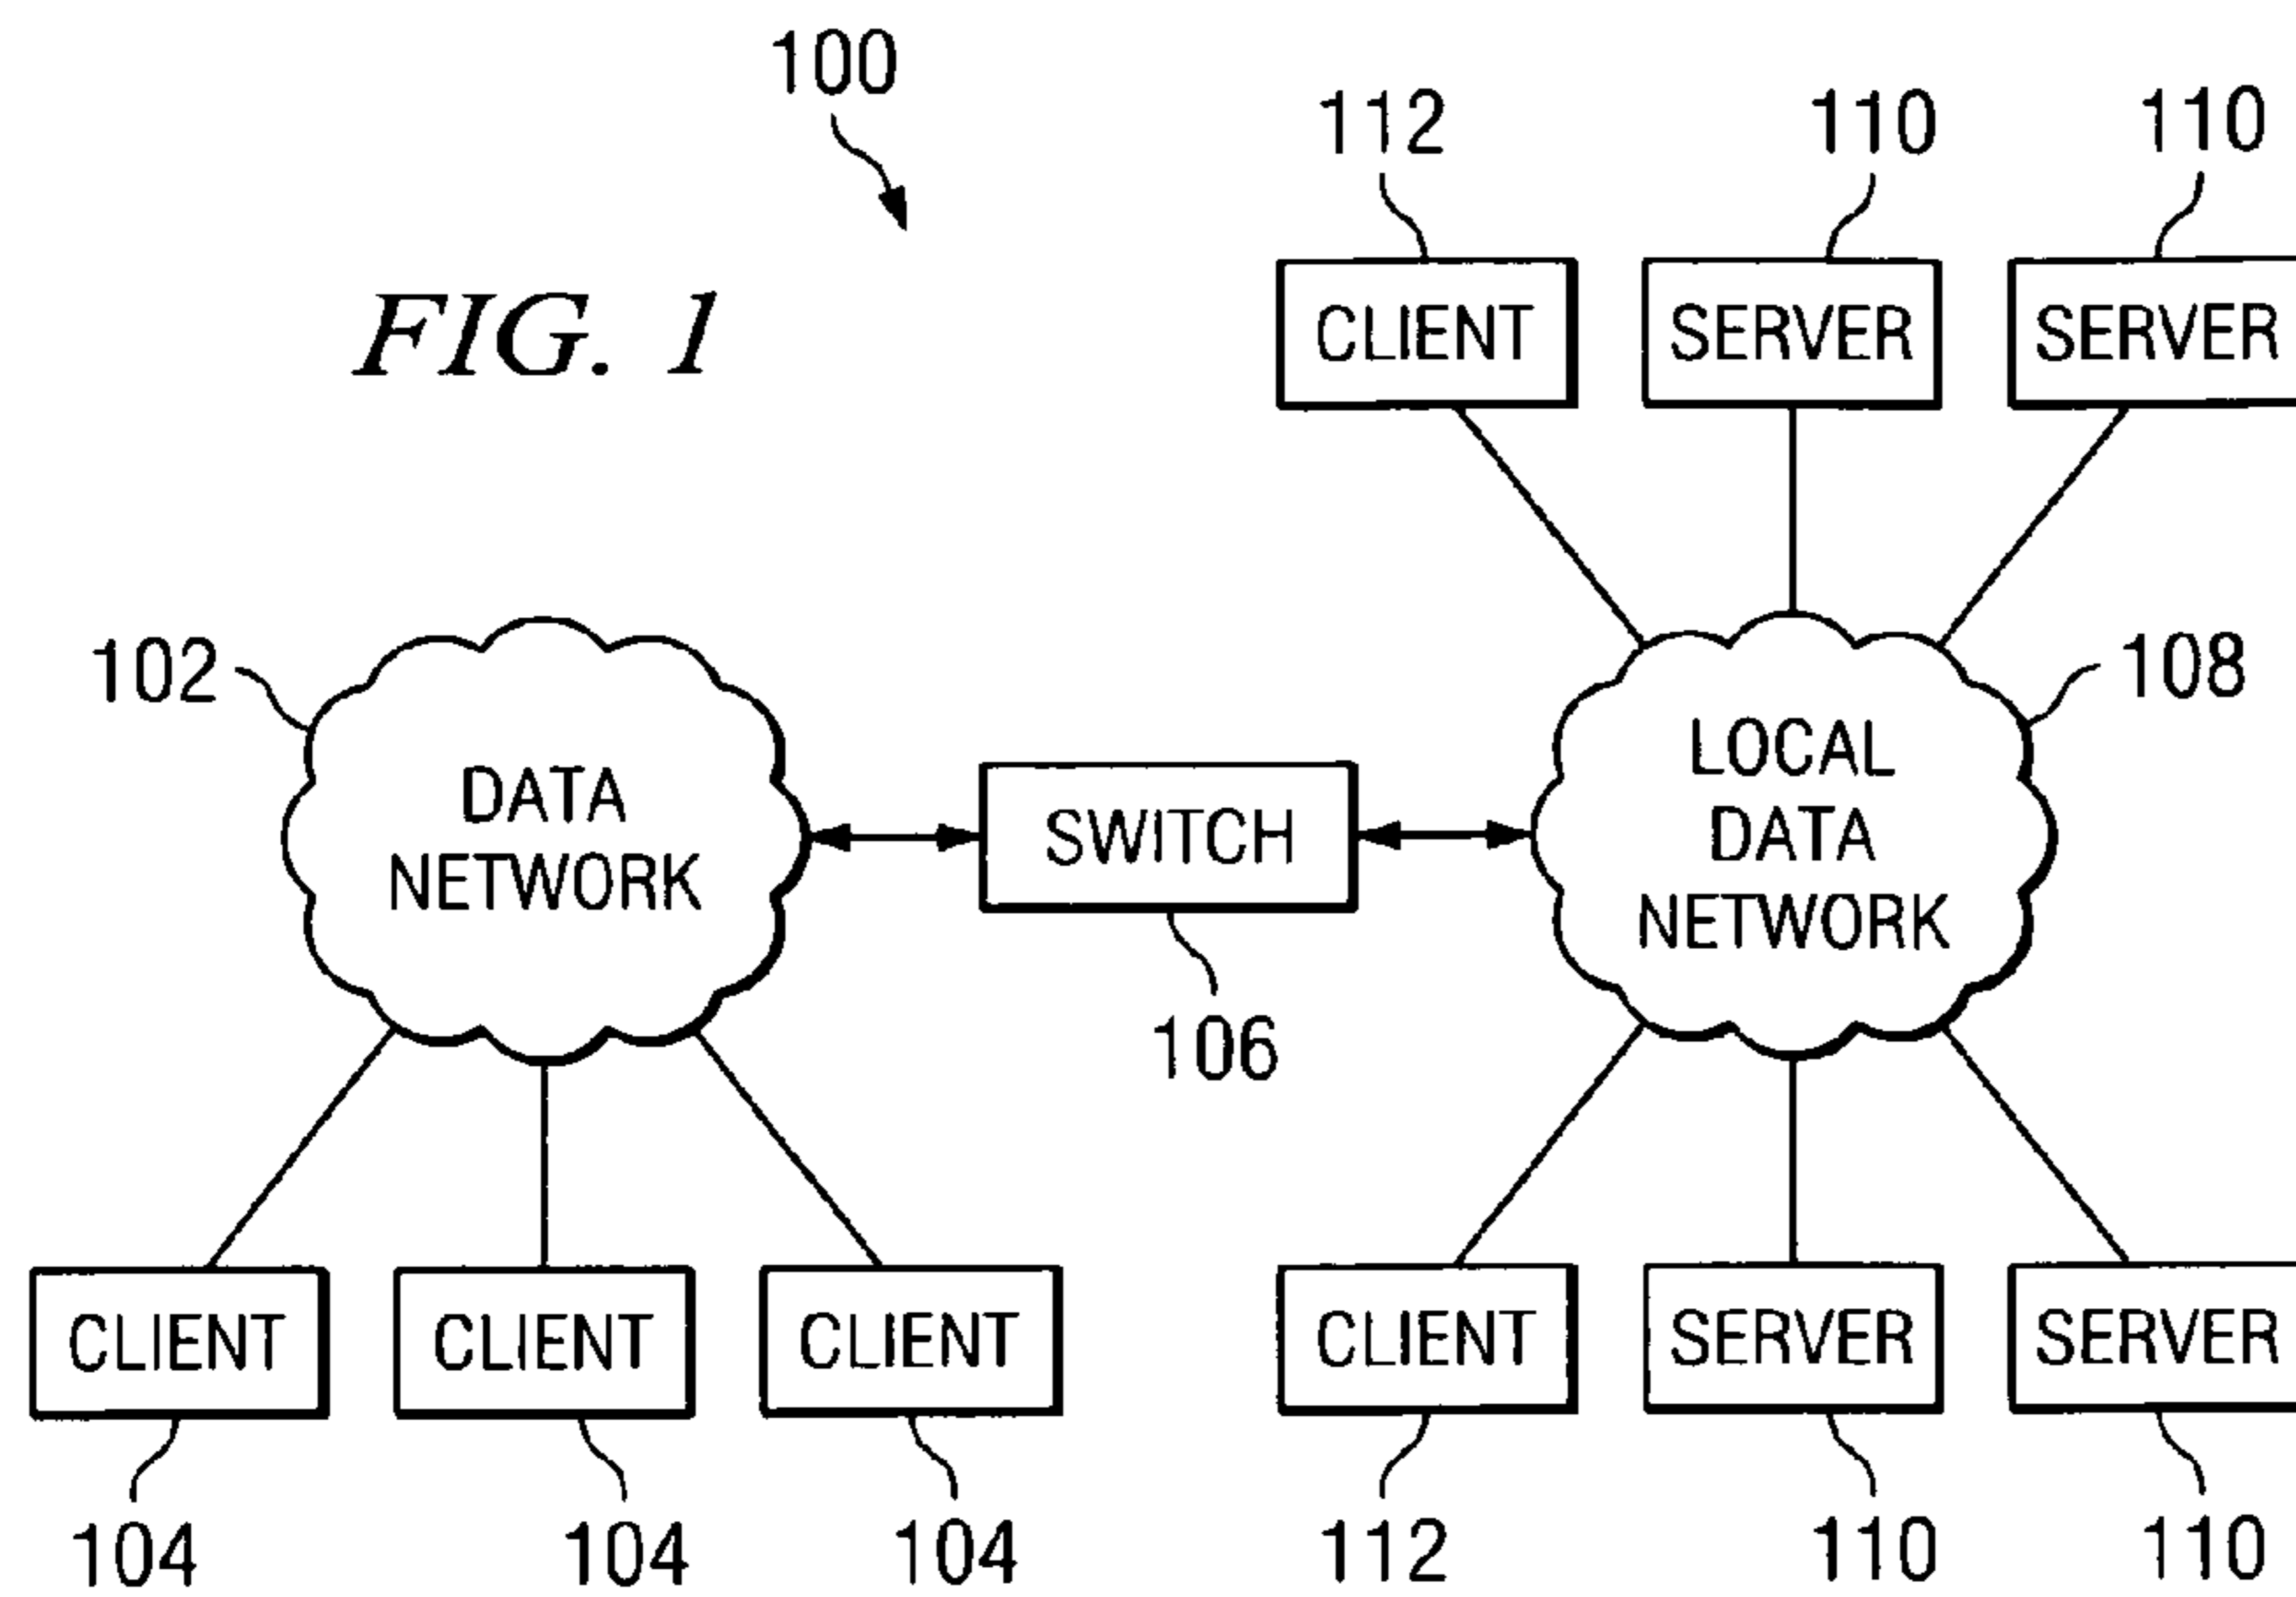 100
112 110 110
FIG. 1
CLIENT SERVER SERVER
102
108
DATA
NETWORK
SWITCH
LOCAL
DATA
NETWORK
106
CLIENT CLIENT CLIENT CLIENT SERVER SERVER
104 104 104 112 110 110